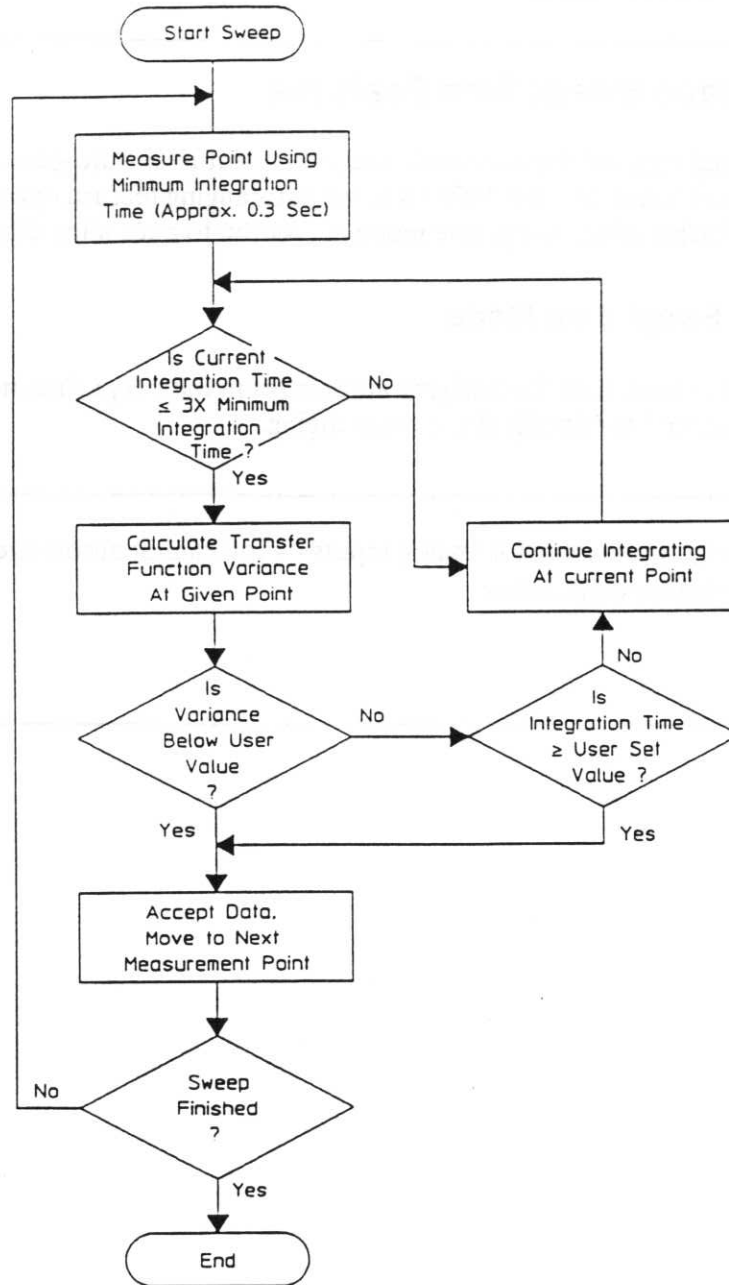 Start Sweep
Measure Point Using
Minimum Integration
Time (Approx. 0.3 Sec)
Is Current
Integration Time
≤ 3X Minimum
Integration
Time ?
No
Yes
Calculate Transfer
Function Variance
At Given Point
Continue Integrating
At current Point
No
Is
Variance
Below User
Value
?
No
Is
Integration Time
≥ User Set
Value ?
Yes
Yes
Accept Data,
Move to Next
Measurement Point
No
Sweep
Finished
?
Yes
End